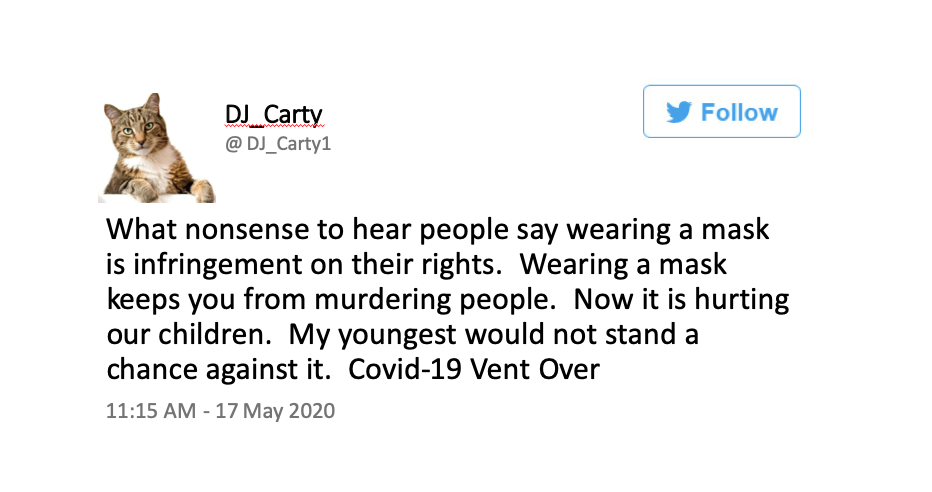 DJ_Carty
Follow
@ DJ_Carty1
What nonsense to hear people say wearing a mask
is infringement on their rights.  Wearing a mask
keeps you from murdering people.  Now it is hurting
our children.  My youngest would not stand a
chance against it.  Covid-19 Vent Over
11:15 AM - 17 May 2020